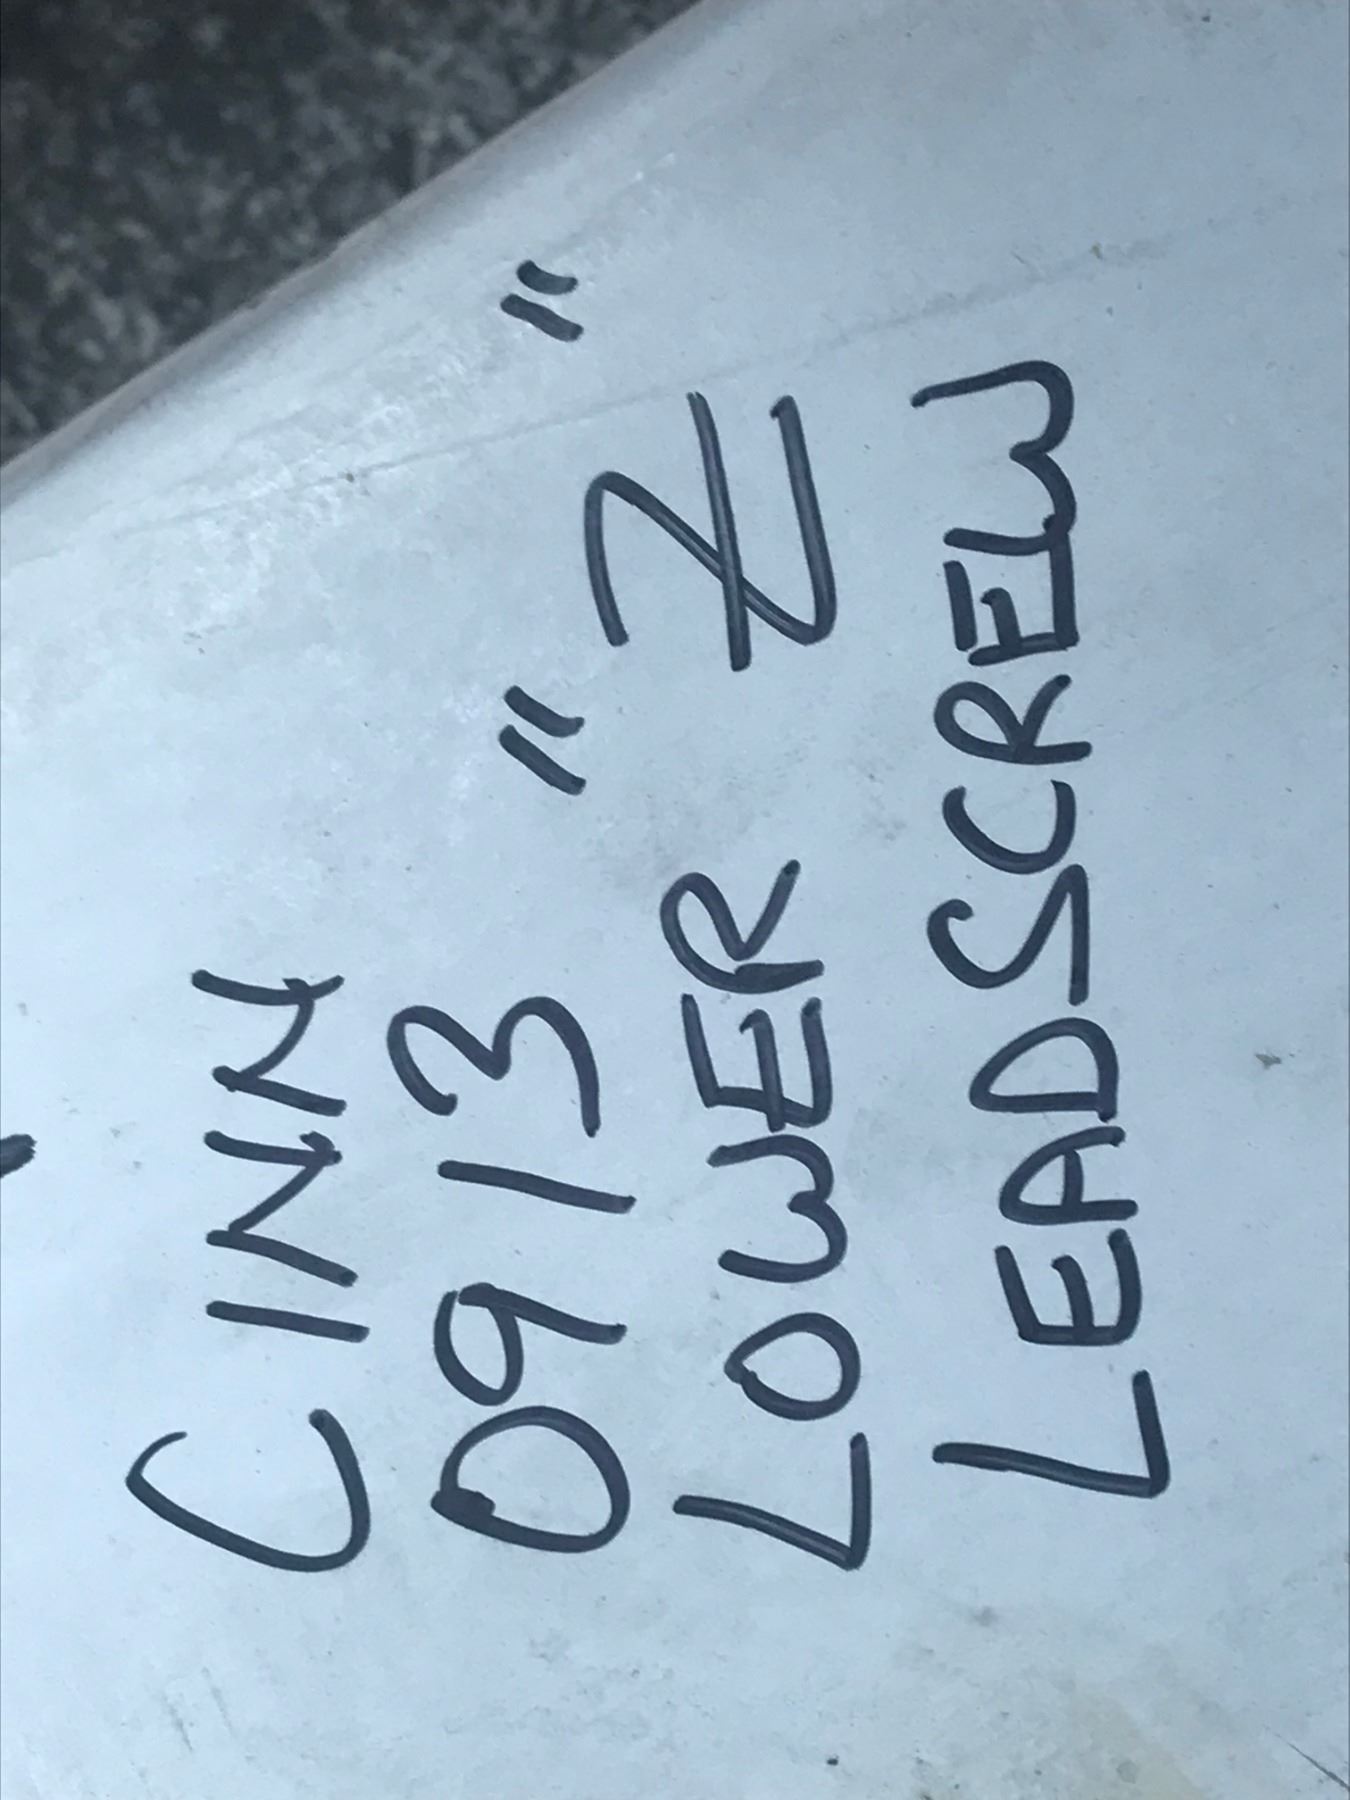 CINN
0913
LOWER "Z"
LEADSCREW